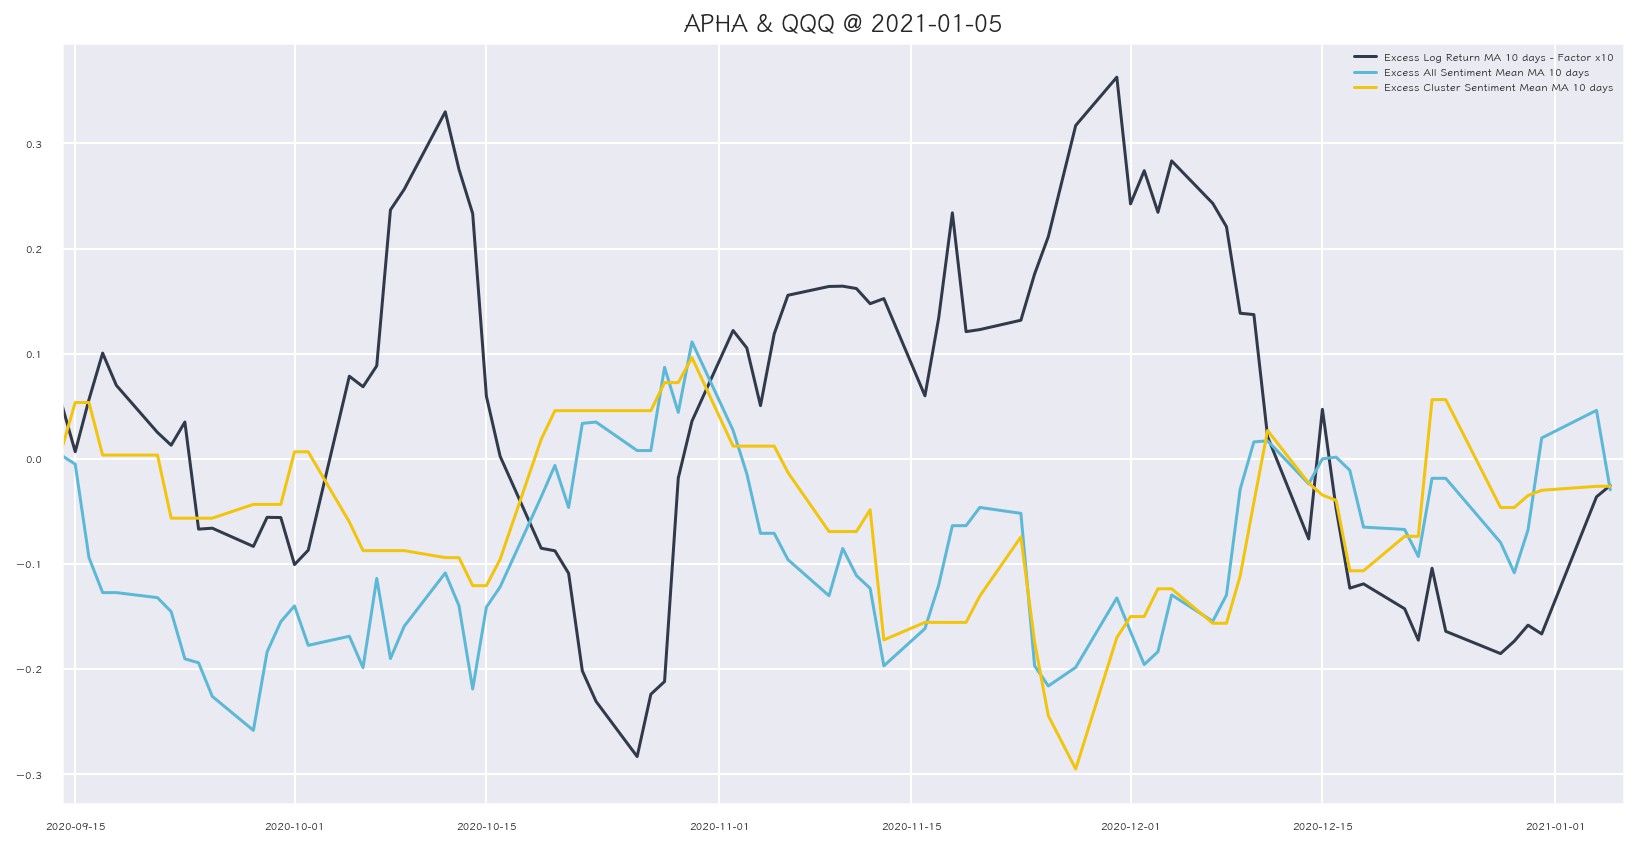 APHA & QQQ @ 2021-01-05
Excess Log Return MA 10 days - Factor x10
Excess All Sentiment Mean MA 10 days
Excess Cluster Sentiment Mean MA 10 days
0.3
0.2
0.1
0.0
−0.1
−0.2
−0.3
2020-09-15 2020-10-01 2020-10-15 2020-11-01 2020-11-15 2020-12-01 2020-12-15 2021-01-01